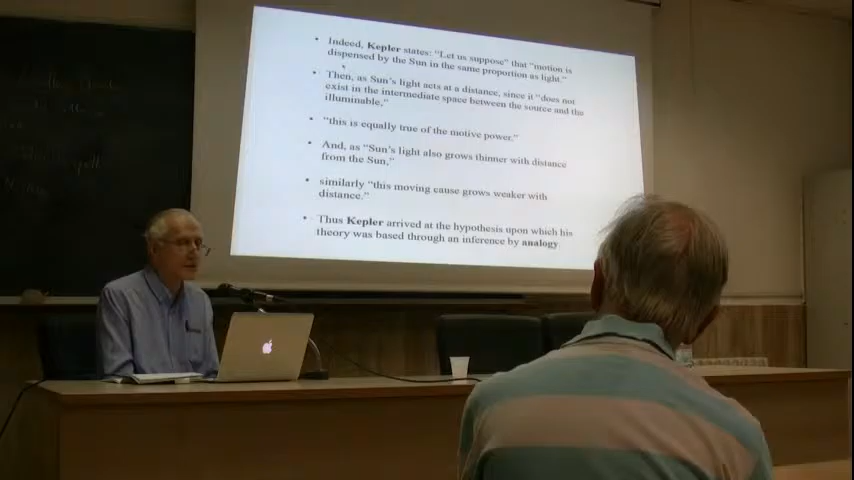 • Indeed, Kepler states: “Let us suppose” that “motion is
dispensed by the Sun in the same proportion as light.”
• Then, as Sun’s light acts at a distance, since it “does not
exist in the intermediate space between the source and the
illuminable,”
• “this is equally true of the motive power.”
• And, as “Sun’s light also grows thinner with distance
from the Sun,”
• similarly “this moving cause grows weaker with
distance.”
• Thus Kepler arrived at the hypothesis upon which his
theory was based through an inference by analogy.